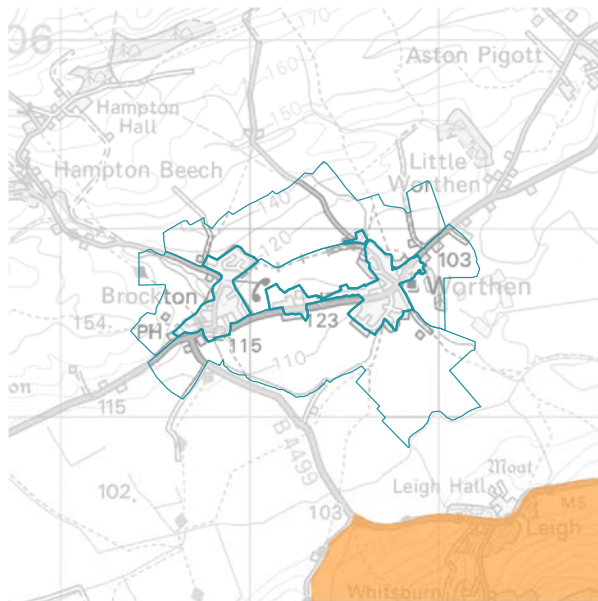 06
170
160
150
Aston Pigott
Hampton
Hall
Hampton Beech
Little
Worthen
140
120
103
Brockton
Worthen
154.
PH
123
115
110
115
on
B 4499
102.
103
Moat
Leigh Hall
M5
Leigh
Whitsburn